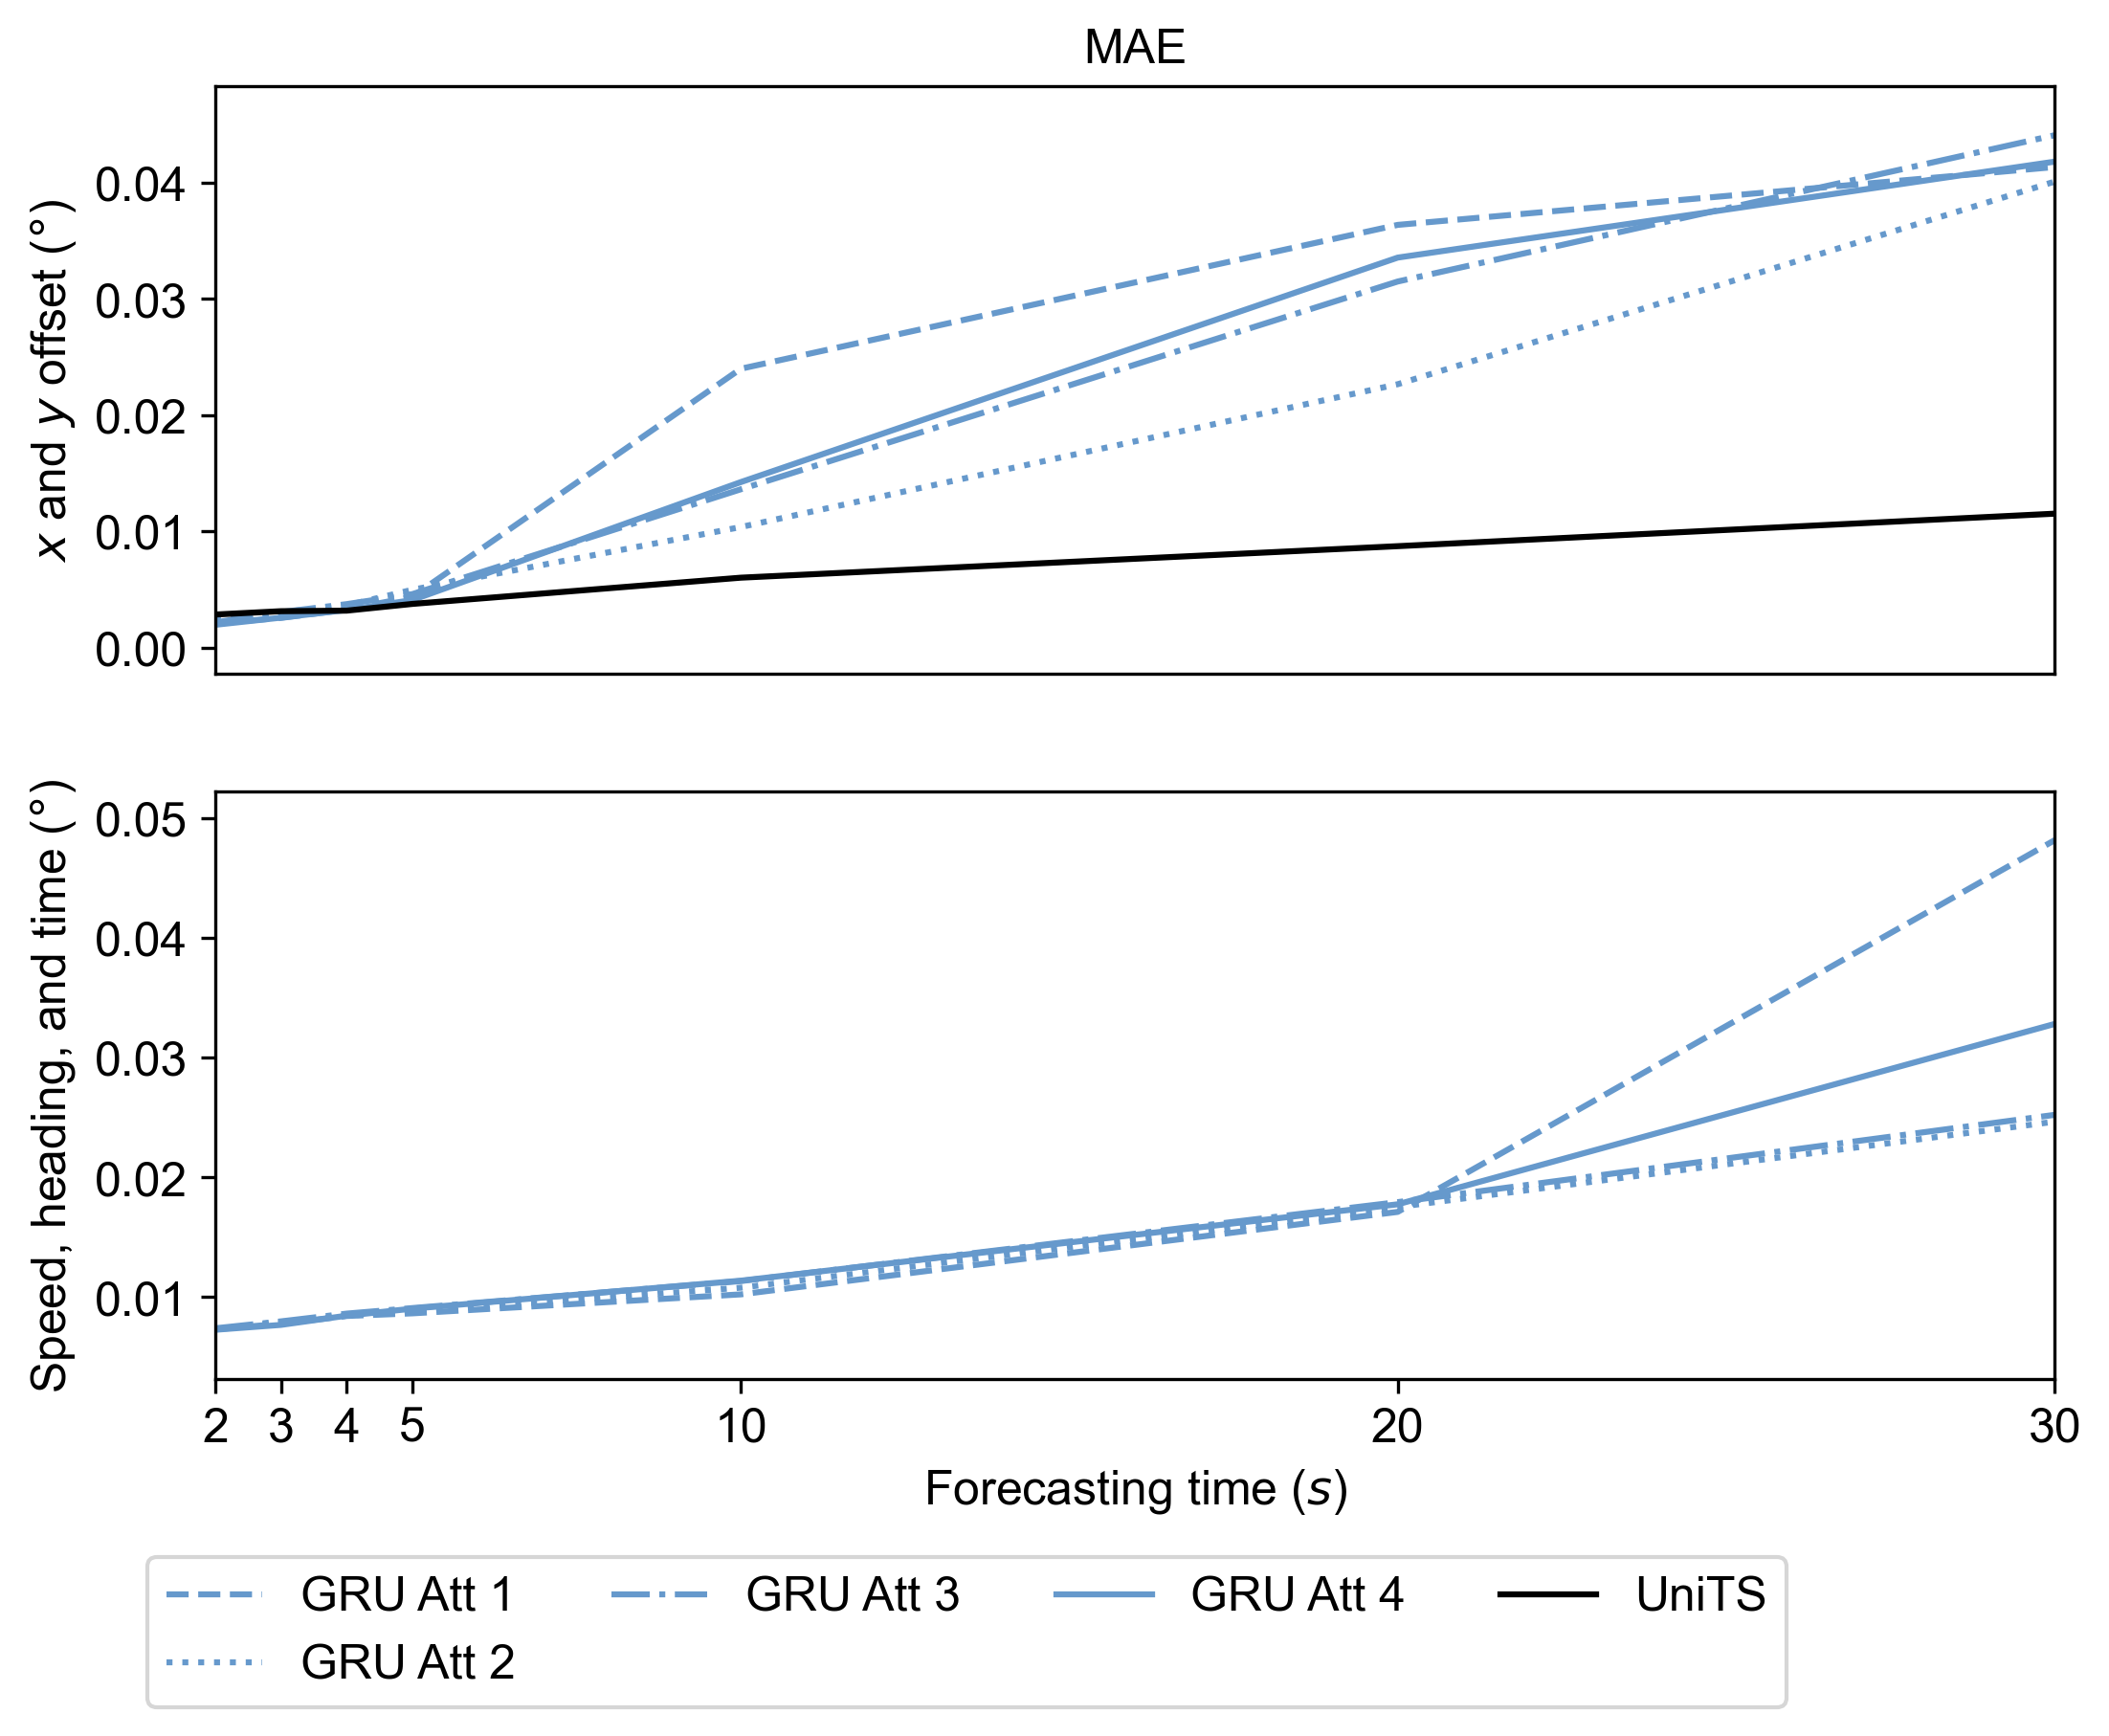 MAE
x and y offset (°)
0.04
0.03
0.02
0.01
0.00
Speed, heading, and time (°)
0.05
0.04
0.03
0.02
0.01
2 3 4 5 10 20 30
Forecasting time (s)
GRU Att 1 GRU Att 3 GRU Att 4 UniTS
GRU Att 2